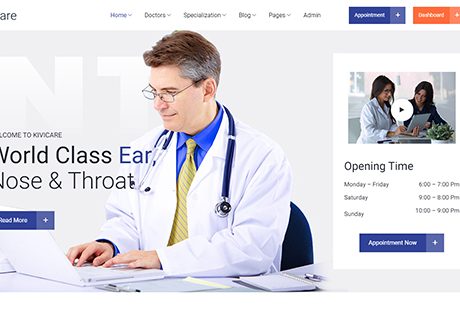 are
Home Doctors Specialization Blog Pages Admin
Appointment +
Dashboard +
ELCOME TO KIVICARE
World Class Ear,
Nose & Throat
Read More +
Opening Time
Monday – Friday 6:00 – 7:00 Pm
Saturday 9:00 – 8:00 Pm
Sunday 10:00 – 9:00 Pm
Appointment Now +